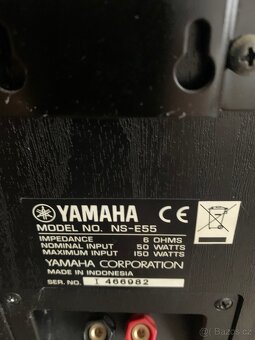 YAMAHA CE
MODEL NO. NS-E55
IMPEDANCE 6 OHMS
NOMINAL INPUT 50 WATTS
MAXIMUM INPUT 150 WATTS
YAMAHA CORPORATION
MADE IN INDONESIA
SER. NO. I 466982
Bazoš.cz